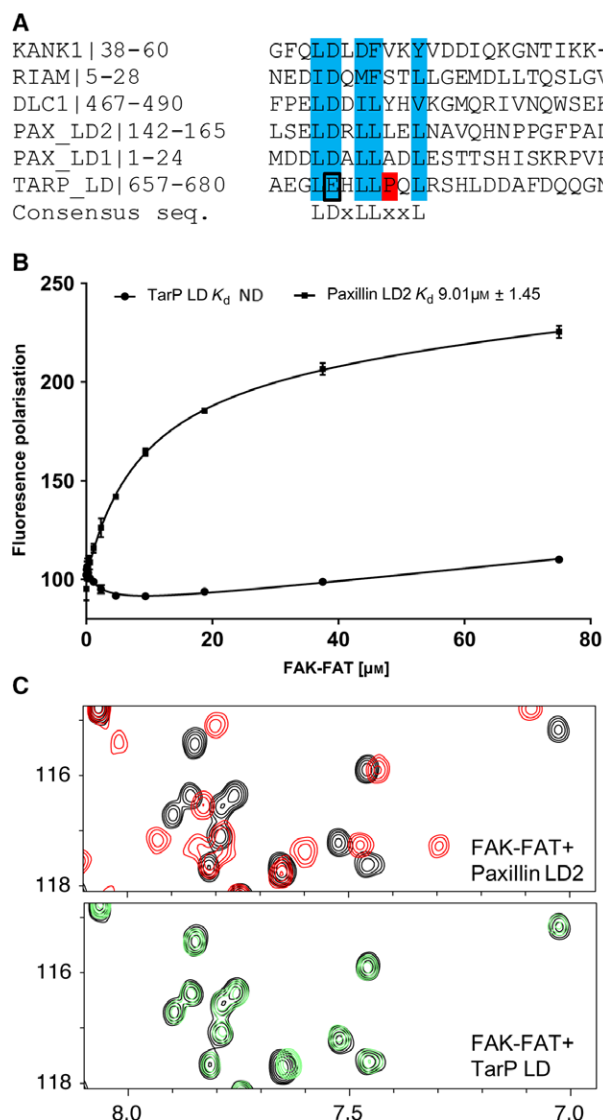 A
KANK1|38-60 GFQLDLDFVKYVDDIQKGNTIKK-
RIAM|5-28 NEDIDQMFSTLLGEMDLLTQSLGV
DLC1|467-490 FPELDDILYHVKGMQRIVNQWSEK
PAX_LD2|142-165 LSELDRLLLELNAVQHNPPGFPAD
PAX_LD1|1-24 MDDLDALLADLESTTSHISKRPVF
TARP_LD|657-680 AEGLEHLLPQLRSHLDDAFDQQGN
Consensus seq. LDxLLxxL
B
250
TarP LD Kd ND Paxillin LD2 Kd 9.01µM ± 1.45
200
Fluoresence polarisation
150
100
0 20 40 60 80
FAK-FAT [µM]
C
116
118
FAK-FAT+
Paxillin LD2
116
118
FAK-FAT+
TarP LD
8.0 7.5 7.0